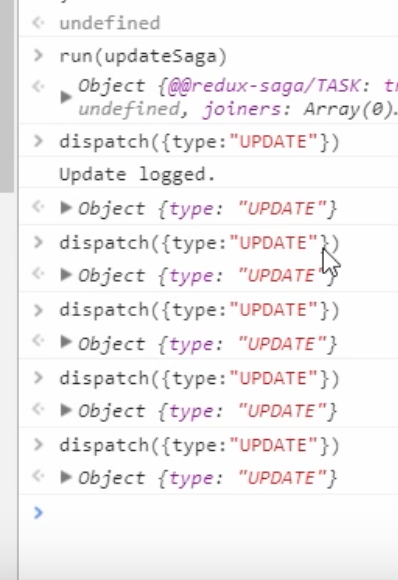 undefined
run(updateSaga)
Object {@@redux-saga/TASK:
undefined, joiners: Array(0)
dispatch({type:"UPDATE"})
Update logged.
Object {type: "UPDATE"}
dispatch({type:"UPDATE"})
Object {type: "UPDATE"}
dispatch({type:"UPDATE"})
Object {type: "UPDATE"}
dispatch({type:"UPDATE"})
Object {type: "UPDATE"}
dispatch({type:"UPDATE"})
Object {type: "UPDATE"}